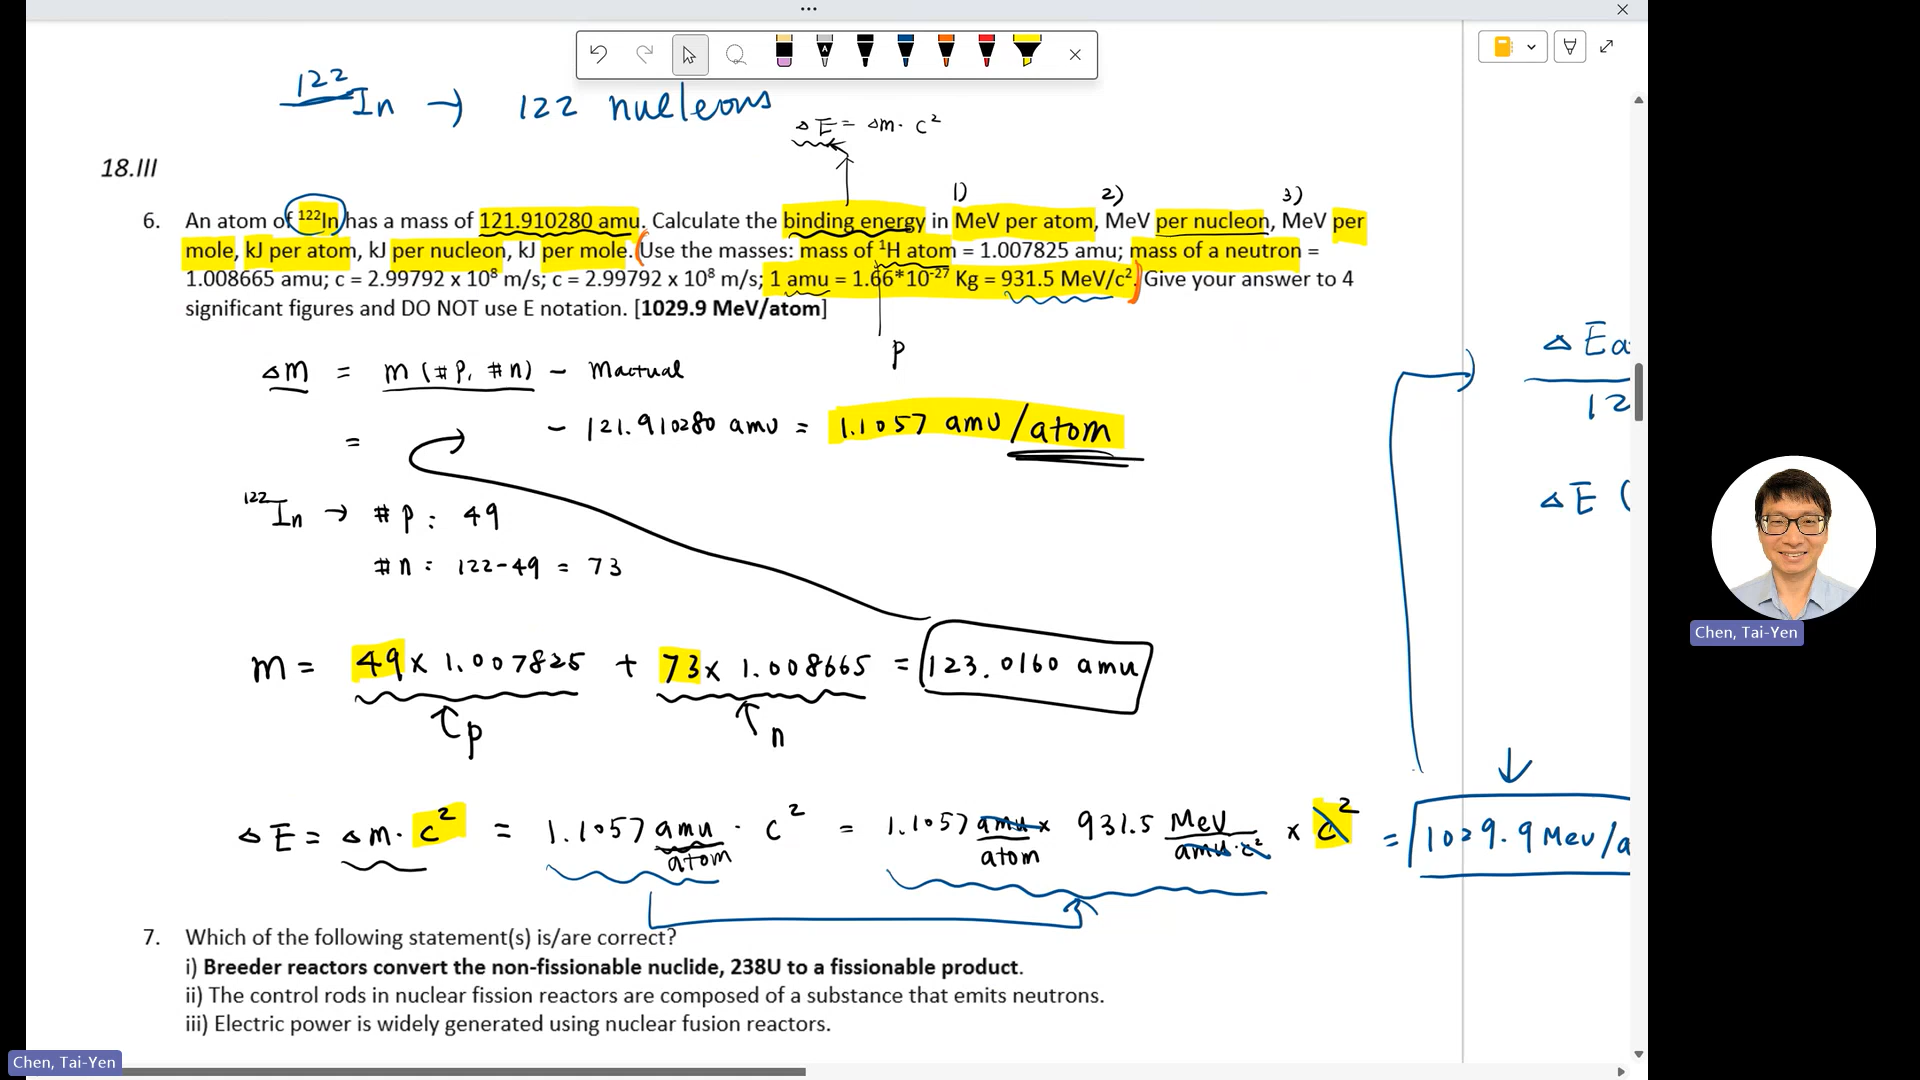 ...
¹²²In → 122 nucleons
ΔE = Δm · c²
18.III
1) 2) 3)
6. An atom of ¹²²In has a mass of 121.910280 amu. Calculate the binding energy in MeV per atom, MeV per nucleon, MeV per
mole, kJ per atom, kJ per nucleon, kJ per mole. (Use the masses: mass of ¹H atom = 1.007825 amu; mass of a neutron =
1.008665 amu; c = 2.99792 x 10⁸ m/s; c = 2.99792 x 10⁸ m/s; 1 amu = 1.66*10⁻²⁷ Kg = 931.5 MeV/c².) Give your answer to 4
significant figures and DO NOT use E notation. [1029.9 MeV/atom]
p
Δm = m (#p, #n) - mactual
= - 121.910280 amu = 1.1057 amu/atom
ΔEa
12
¹²²In → #p : 49
#n : 122-49 = 73
ΔE (
m = 49 x 1.007825 + 73 x 1.008665 = 123.0160 amu
p n
ΔE = Δm · c² = 1.1057 amu/atom · c² = 1.1057 amu/atom x 931.5 MeV/amu·c² x c² = 1029.9 Mev/a
7. Which of the following statement(s) is/are correct?
i) Breeder reactors convert the non-fissionable nuclide, 238U to a fissionable product.
ii) The control rods in nuclear fission reactors are composed of a substance that emits neutrons.
iii) Electric power is widely generated using nuclear fusion reactors.
Chen, Tai-Yen
Chen, Tai-Yen